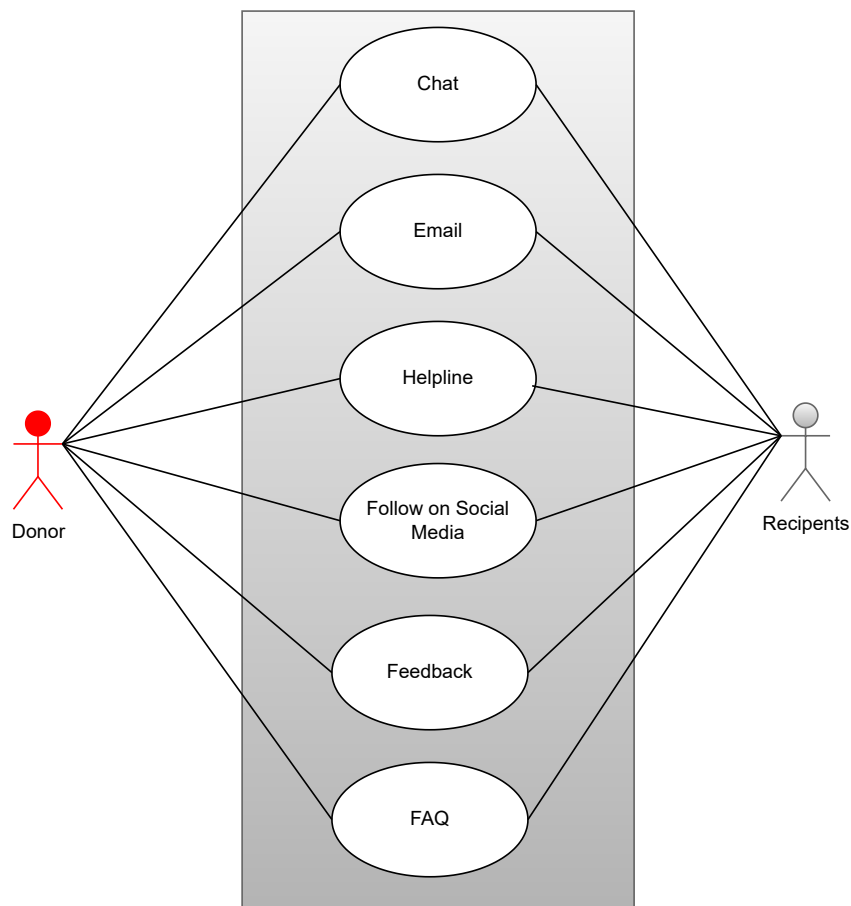 Chat
Email
Helpline
Follow on Social
Media
Donor
Recipents
Feedback
FAQ